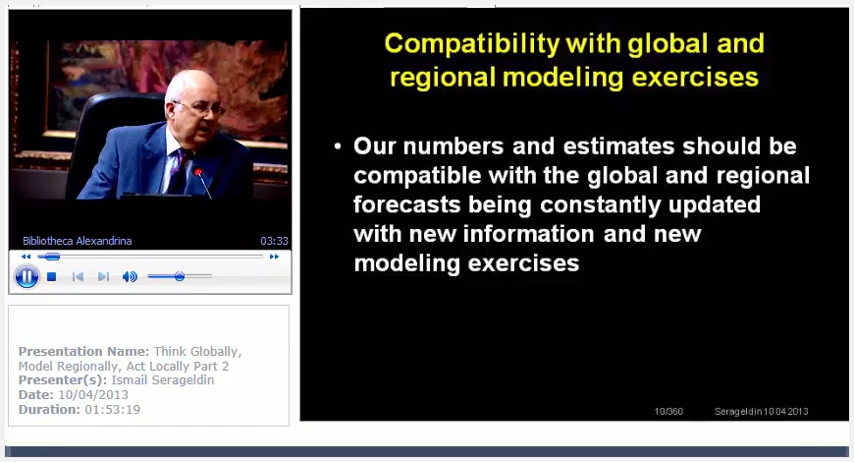 Compatibility with global and
regional modeling exercises
• Our numbers and estimates should be
compatible with the global and regional
forecasts being constantly updated
with new information and new
modeling exercises
10/360 Serageldin 10 04 2013
Bibliotheca Alexandrina 03:33
Presentation Name: Think Globally,
Model Regionally, Act Locally Part 2
Presenter(s): Ismail Serageldin
Date: 10/04/2013
Duration: 01:53:19